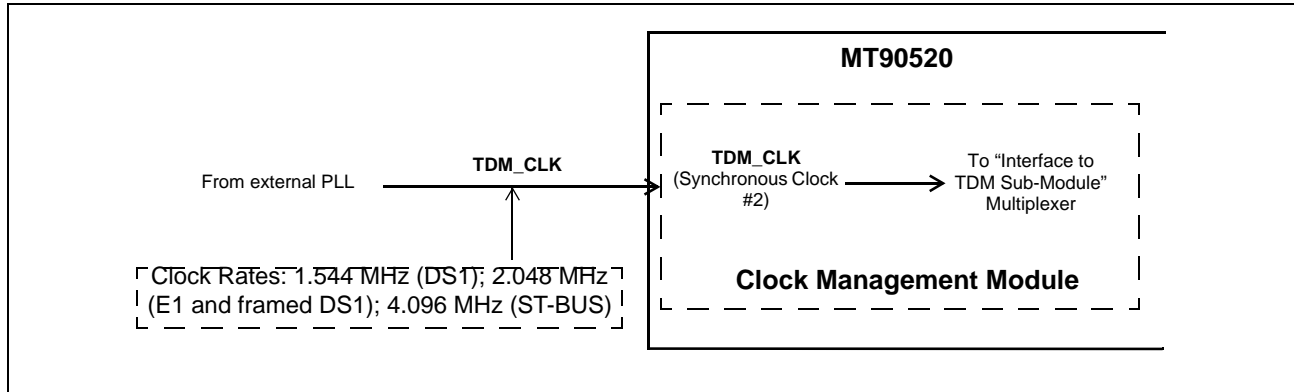 MT90520
TDM_CLK
From external PLL
TDM_CLK
(Synchronous Clock
#2)
To “Interface to
TDM Sub-Module”
Multiplexer
Clock Rates: 1.544 MHz (DS1); 2.048 MHz
(E1 and framed DS1); 4.096 MHz (ST-BUS)
Clock Management Module